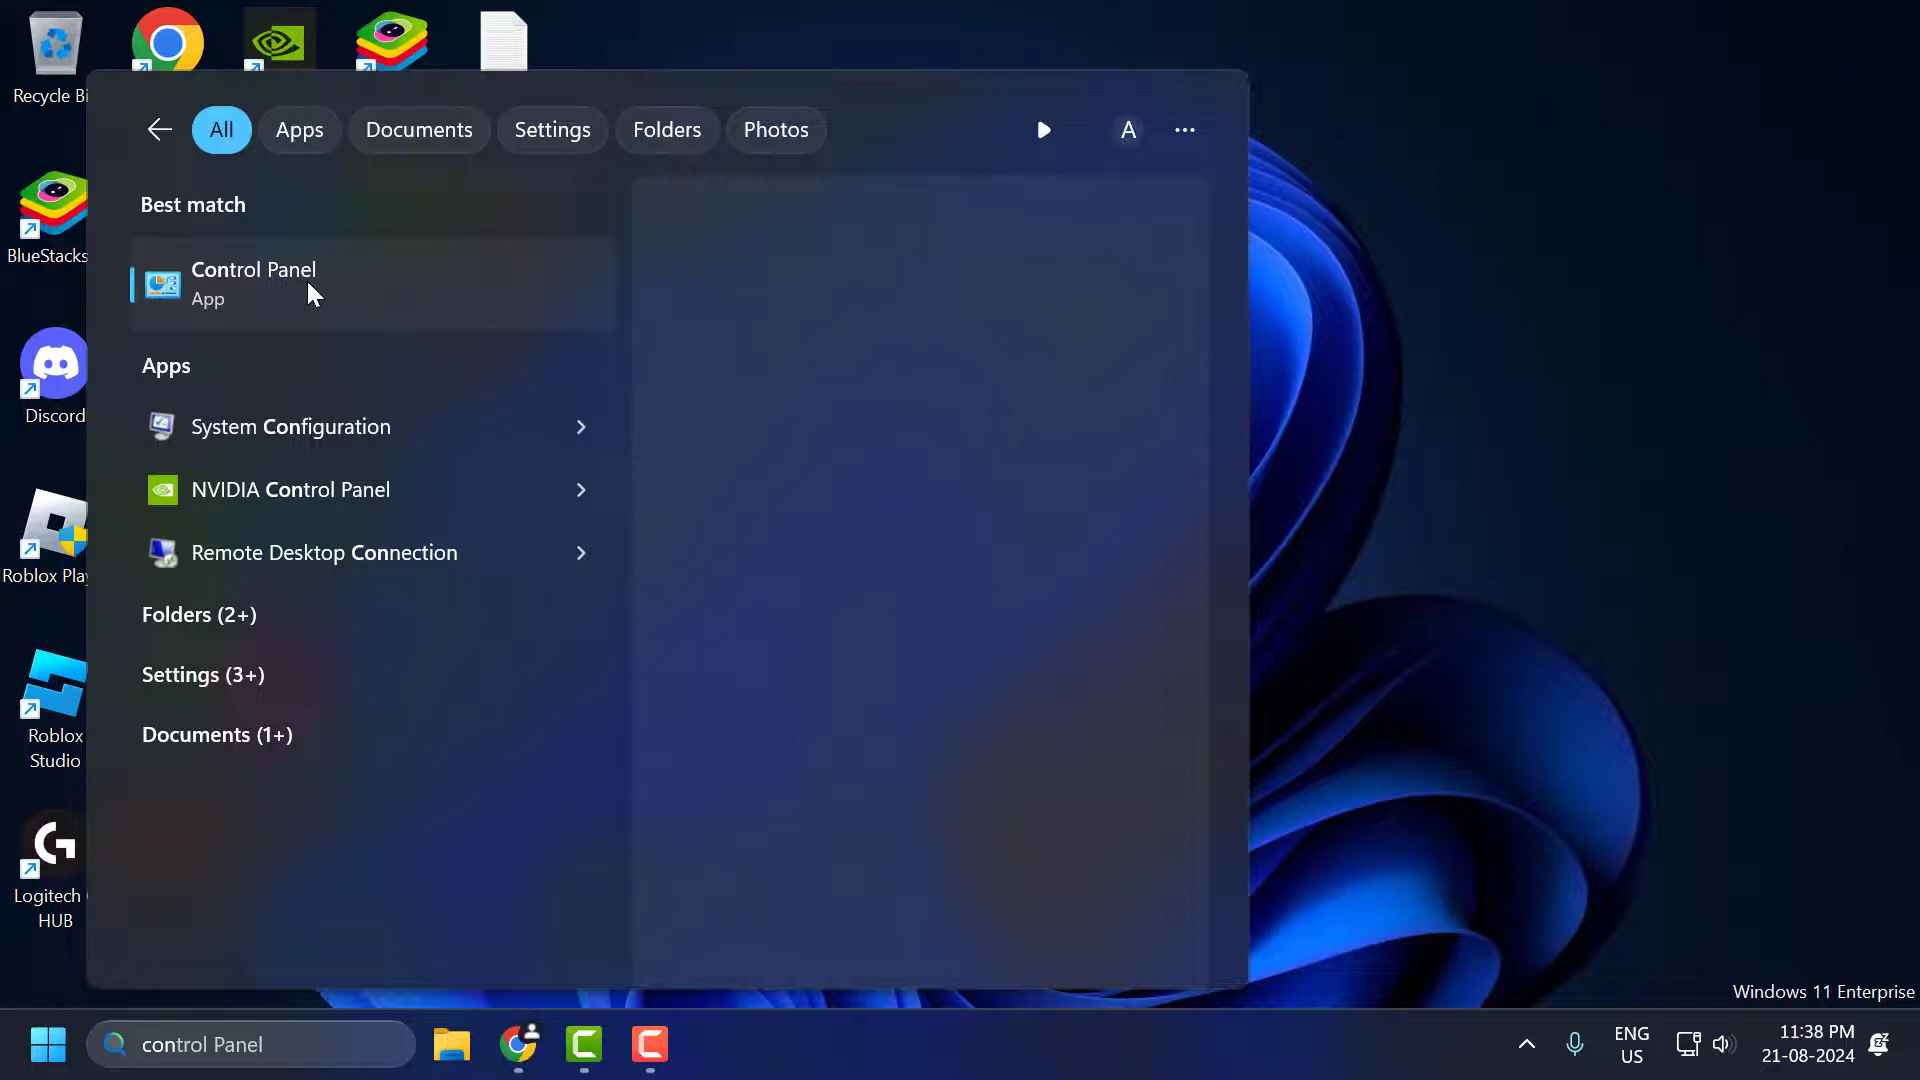 Recycle Bi
BlueStacks
Discord
Roblox Play
Roblox
Studio
Logitech
HUB
All
Apps
Documents
Settings
Folders
Photos
A
Best match
Control Panel
App
Apps
System Configuration
NVIDIA Control Panel
Remote Desktop Connection
Folders (2+)
Settings (3+)
Documents (1+)
Windows 11 Enterprise
control Panel
ENG
US
11:38 PM
21-08-2024